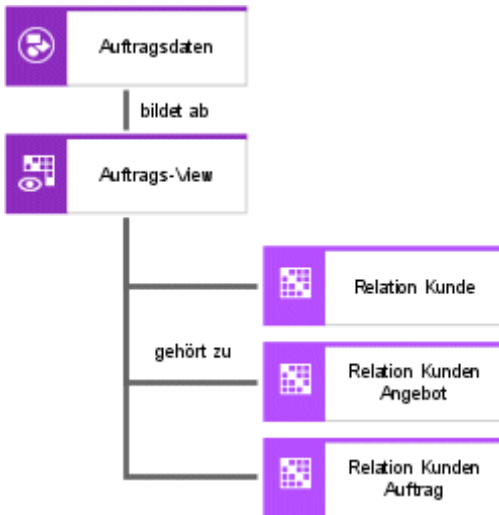 Auftragsdaten
bildet ab
Auftrags-View
Relation Kunde
gehört zu
Relation Kunden
Angebot
Relation Kunden
Auftrag